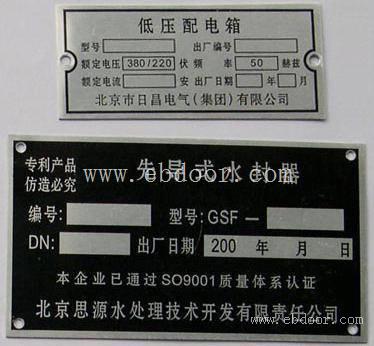 低压配电箱
型号 出厂编号
额定电压 380/220 伏 频 率 50 赫兹
额定电流 安 出厂日期 年 月
北京市日昌电气(集团)有限公司
专利产品
仿造必究
先导式水封器
www.ebdoor.com
编号: 型号:GSF—
DN: 出厂日期 200 年 月 日
本企业已通过SO9001质量体系认证
北京思源水处理技术开发有限责任公司
www.ebdoor.com